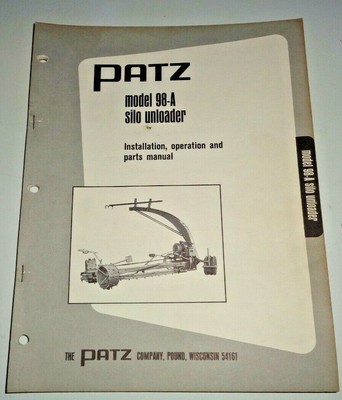 PATZ
model 98-A
silo unloader
Installation, operation and
parts manual
model 98-A silo unloader
THE PATZ COMPANY, POUND, WISCONSIN 54161